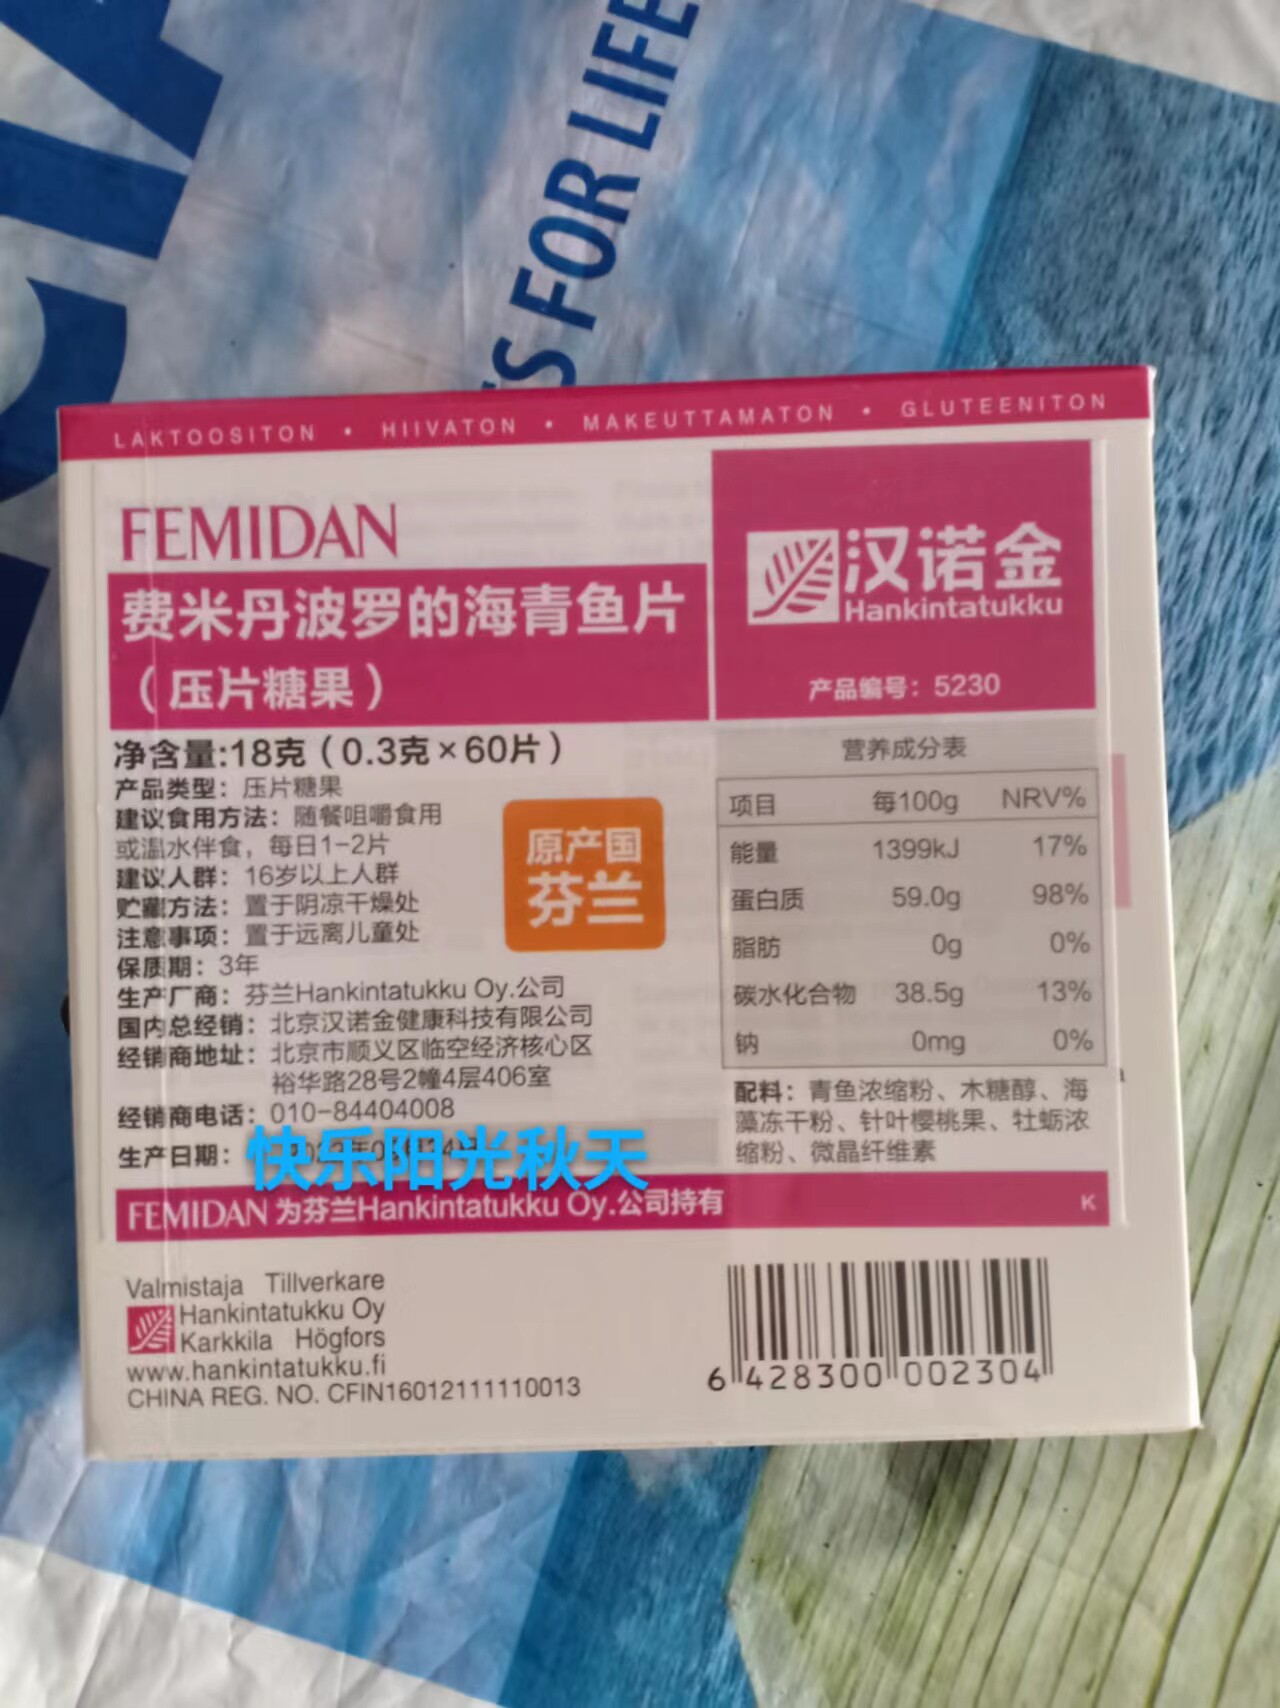 S FOR LIFE
LAKTOOSITON • HIIVATON • MAKEUTTAMATON • GLUTEENITON
FEMIDAN
费米丹波罗的海青鱼片
（压片糖果）
汉诺金
Hankintatukku
产品编号：5230
净含量:18克（0.3克×60片）
产品类型：压片糖果
建议食用方法：随餐咀嚼食用
或温水伴食，每日1-2片
建议人群：16岁以上人群
贮藏方法：置于阴凉干燥处
注意事项：置于远离儿童处
保质期：3年
生产厂商：芬兰Hankintatukku Oy.公司
国内总经销：北京汉诺金健康科技有限公司
经销商地址：北京市顺义区临空经济核心区
裕华路28号2幢4层406室
经销商电话：010-84404008
生产日期：
快乐阳光秋天
原产国
芬兰
营养成分表
项目 每100g NRV%
能量 1399kJ 17%
蛋白质 59.0g 98%
脂肪 0g 0%
碳水化合物 38.5g 13%
钠 0mg 0%
配料：青鱼浓缩粉、木糖醇、海
藻冻干粉、针叶樱桃果、牡蛎浓
缩粉、微晶纤维素
FEMIDAN 为芬兰Hankintatukku Oy.公司持有
K
Valmistaja Tillverkare
Hankintatukku Oy
Karkkila Högfors
www.hankintatukku.fi
CHINA REG. NO. CFIN16012111110013
6 428300 002304